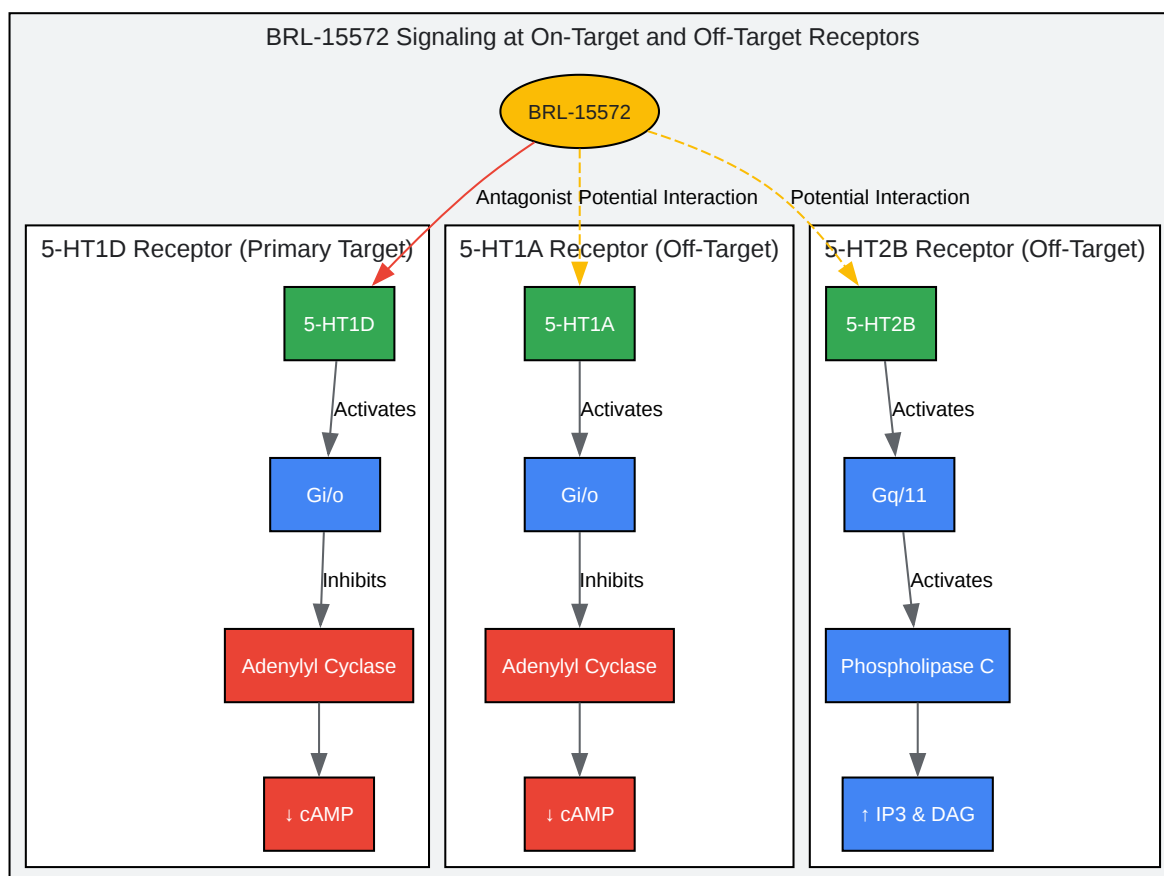 BRL-15572 Signaling at On-Target and Off-Target Receptors
BRL-15572
Antagonist
Potential Interaction
Potential Interaction
5-HT1D Receptor (Primary Target)
5-HT1A Receptor (Off-Target)
5-HT2B Receptor (Off-Target)
5-HT1D
5-HT1A
5-HT2B
Activates
Activates
Activates
Gi/o
Gi/o
Gq/11
Inhibits
Inhibits
Activates
Adenylyl Cyclase
Adenylyl Cyclase
Phospholipase C
↓ cAMP
↓ cAMP
↑ IP3 & DAG